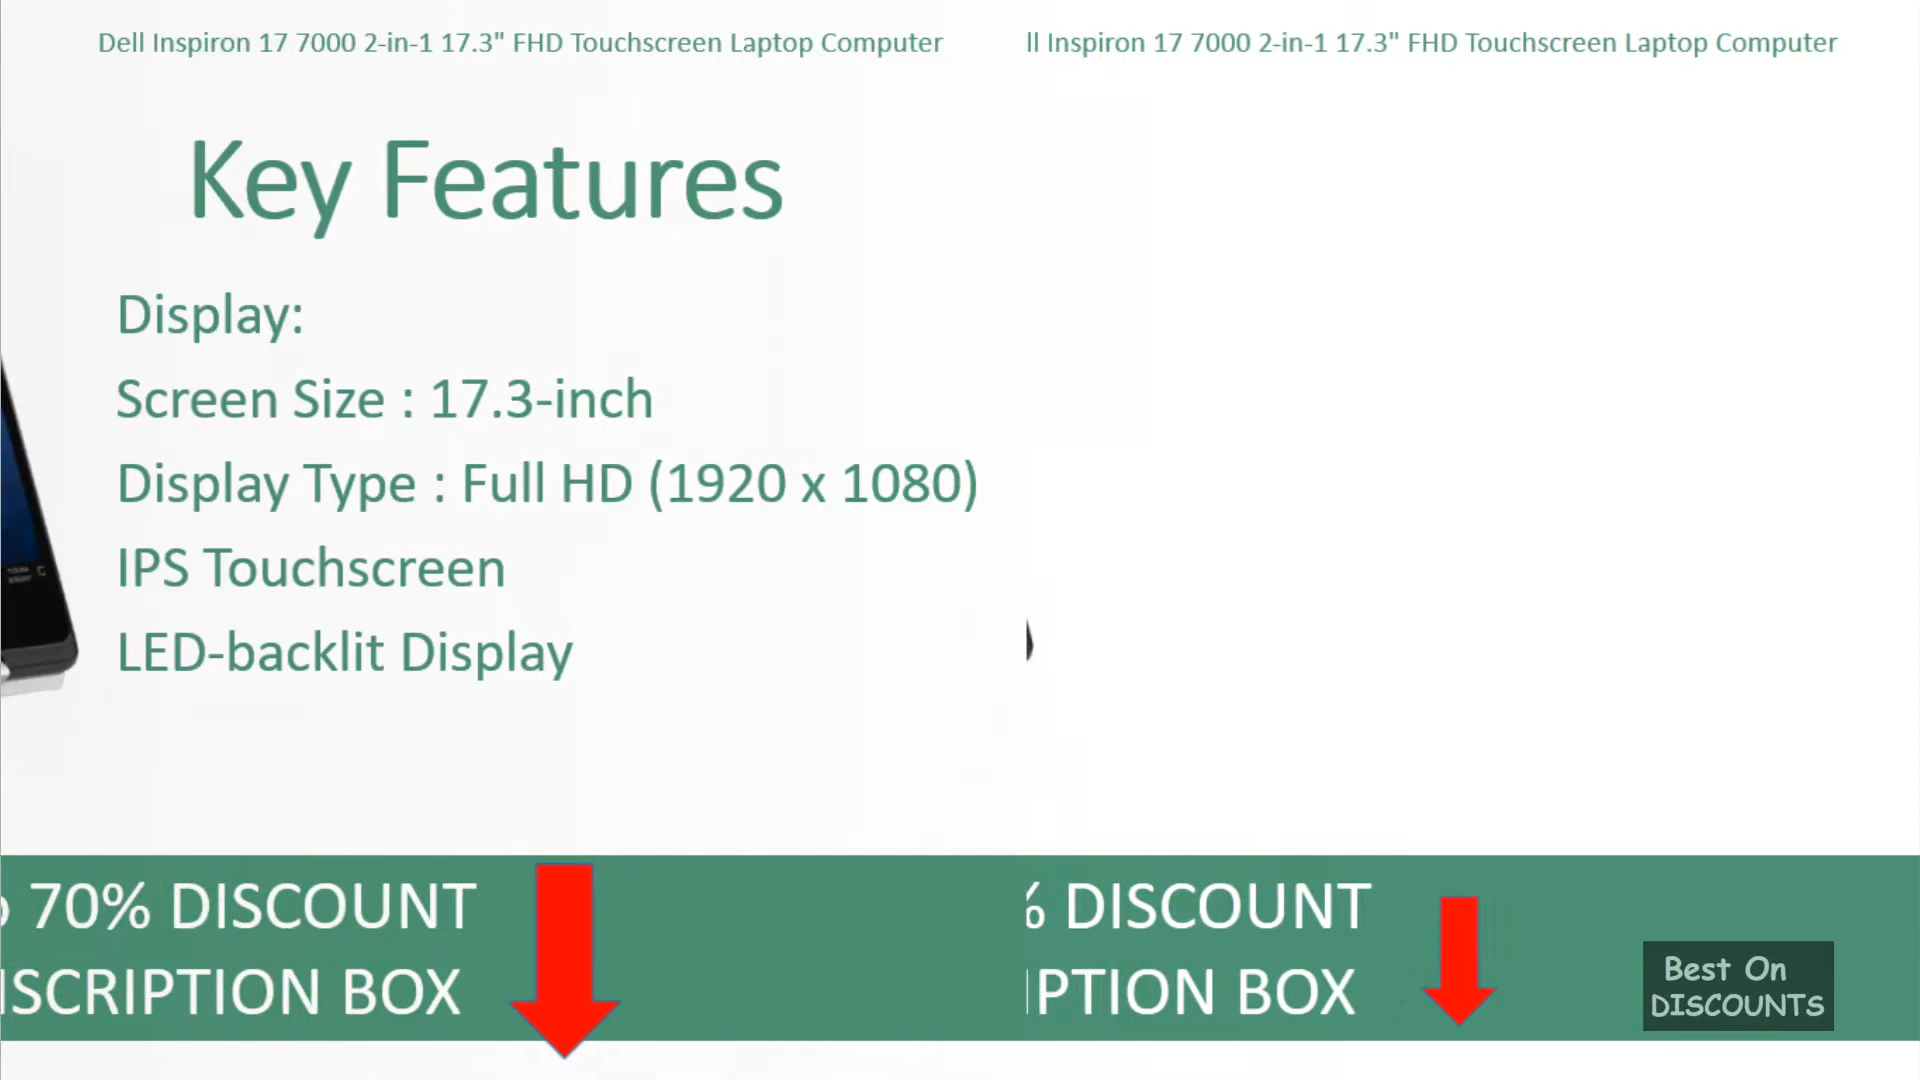 Dell Inspiron 17 7000 2-in-1 17.3" FHD Touchscreen Laptop Computer
Key Features
Display:
Screen Size : 17.3-inch
Display Type : Full HD (1920 x 1080)
IPS Touchscreen
LED-backlit Display
70% DISCOUNT
ISCRIPTION BOX
ll Inspiron 17 7000 2-in-1 17.3" FHD Touchscreen Laptop Computer
% DISCOUNT
IPTION BOX
Best On
DISCOUNTS